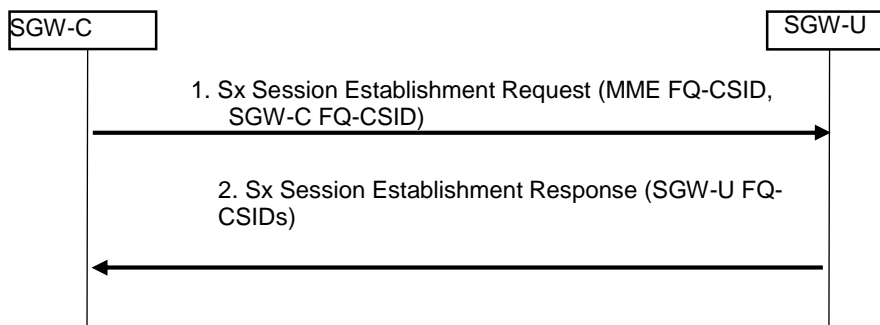 SGW-C
SGW-U
1. Sx Session Establishment Request (MME FQ-CSID,
SGW-C FQ-CSID)
2. Sx Session Establishment Response (SGW-U FQ-
CSIDs)